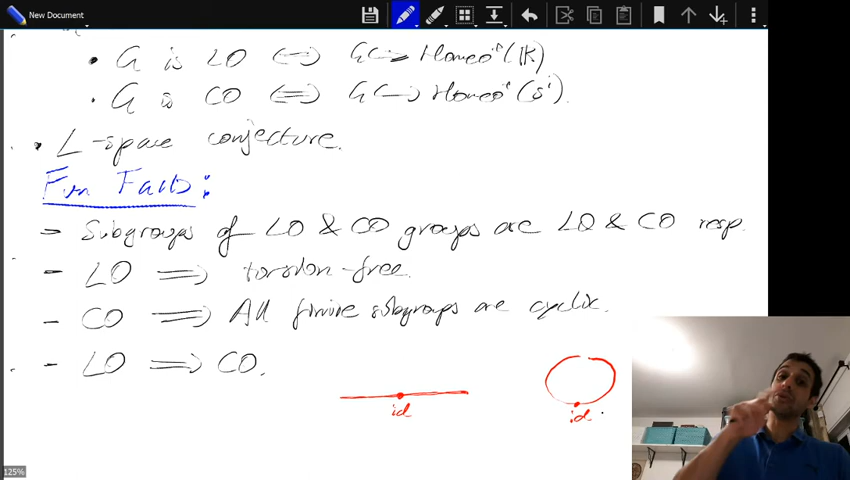 New Document
• G is LO ⟺ G ↪ Homeo⁺(ℝ)
• G is CO ⟺ G ↪ Homeo⁺(S¹).
• L-space conjecture.
Fun Facts:
- Subgroups of LO & CO groups are LO & CO resp.
- LO ⟹ torsion-free.
- CO ⟹ All finite subgroups are cyclic.
- LO ⟹ CO.
id
id
125%